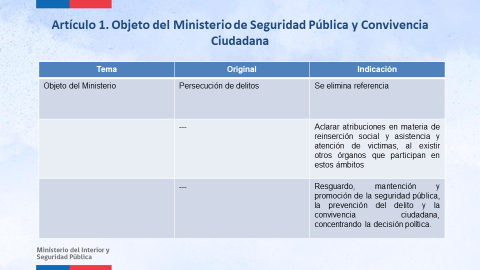 Artículo 1. Objeto del Ministerio de Seguridad Pública y Convivencia
Ciudadana
Tema Original Indicación
Objeto del Ministerio Persecución de delitos Se elimina referencia
--- Aclarar atribuciones en materia de
reinserción social y asistencia y
atención de victimas, al existir
otros órganos que participan en
estos ámbitos
--- Resguardo, mantención y
promoción de la seguridad pública,
la prevención del delito y la
convivencia ciudadana,
concentrando la decisión política.
Ministerio del Interior y
Seguridad Pública